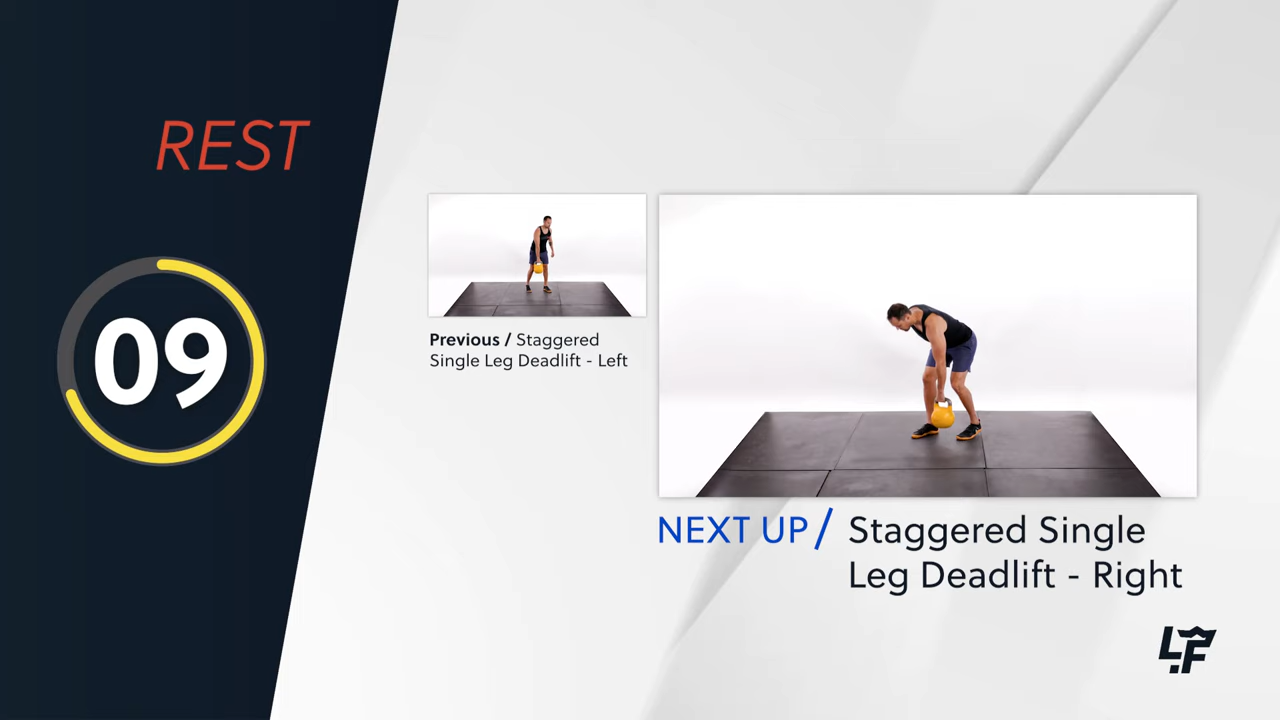 REST
09
Previous / Staggered
Single Leg Deadlift - Left
NEXT UP / Staggered Single
Leg Deadlift - Right
LF